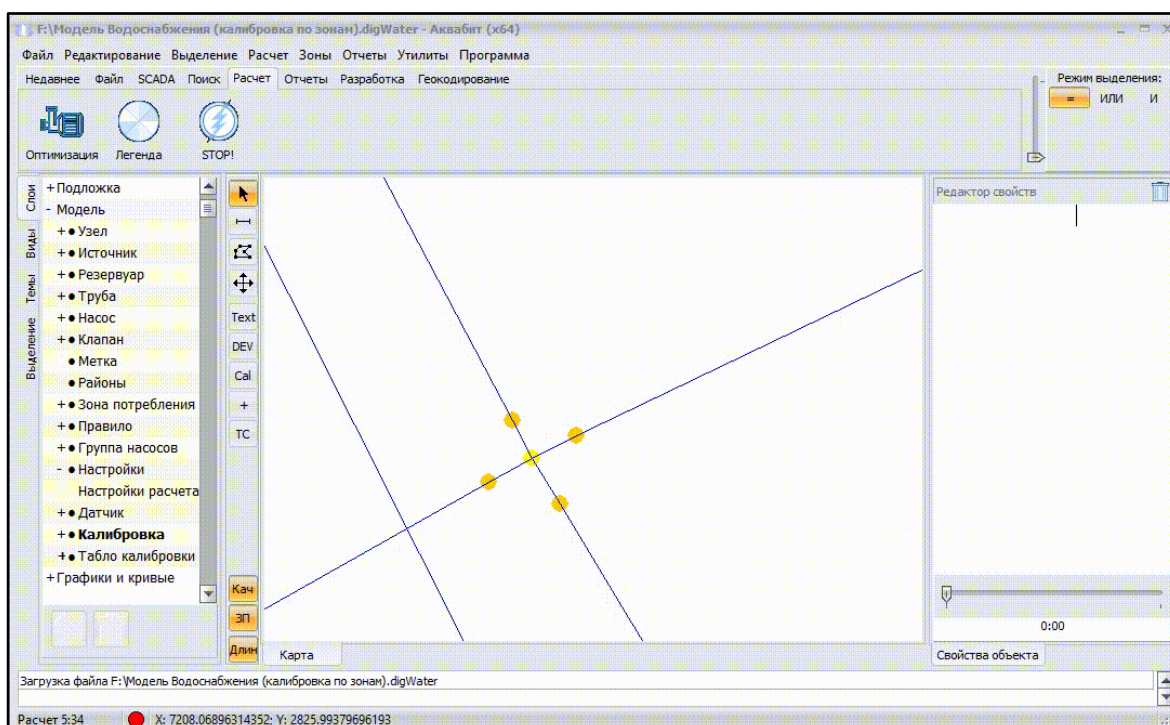 F:\Модель Водоснабжения (калибровка по зонам).digWater - Аквабит (x64)
Файл Редактирование Выделение Расчет Зоны Отчеты Утилиты Программа
Недавнее Файл SCADA Поиск Расчет Отчеты Разработка Геокодирование
Режим выделения:
= ИЛИ И
Оптимизация Легенда STOP!
Слои
Виды
Темы
Выделение
+Подложка
- Модель
+•Узел
+•Источник
+•Резервуар
+•Труба
+•Насос
+•Клапан
•Метка
•Районы
+•Зона потребления
+•Правило
+•Группа насосов
- •Настройки
Настройки расчета
+•Датчик
+•Калибровка
+•Табло калибровки
+Графики и кривые
Text
DEV
Cal
+
TC
Кач
ЗП
Длин
Карта
Редактор свойств
0:00
Свойства объекта
Загрузка файла F:\Модель Водоснабжения (калибровка по зонам).digWater
Расчет 5:34 X: 7208.06896314352; Y: 2825.99379696193